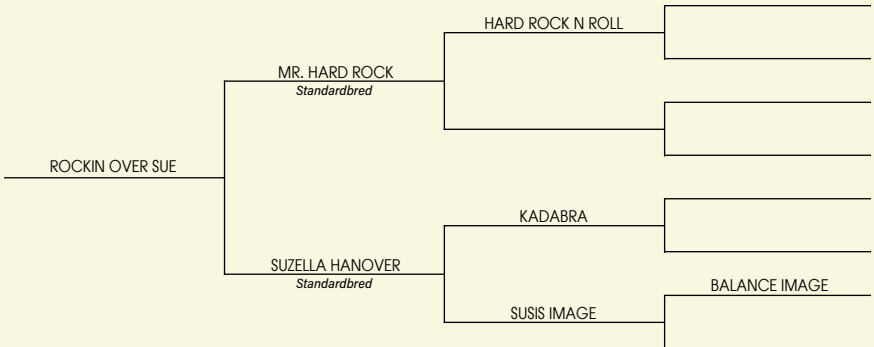 HARD ROCK N ROLL
MR. HARD ROCK
Standardbred
ROCKIN OVER SUE
KADABRA
SUZELLA HANOVER
Standardbred
BALANCE IMAGE
SUSIS IMAGE